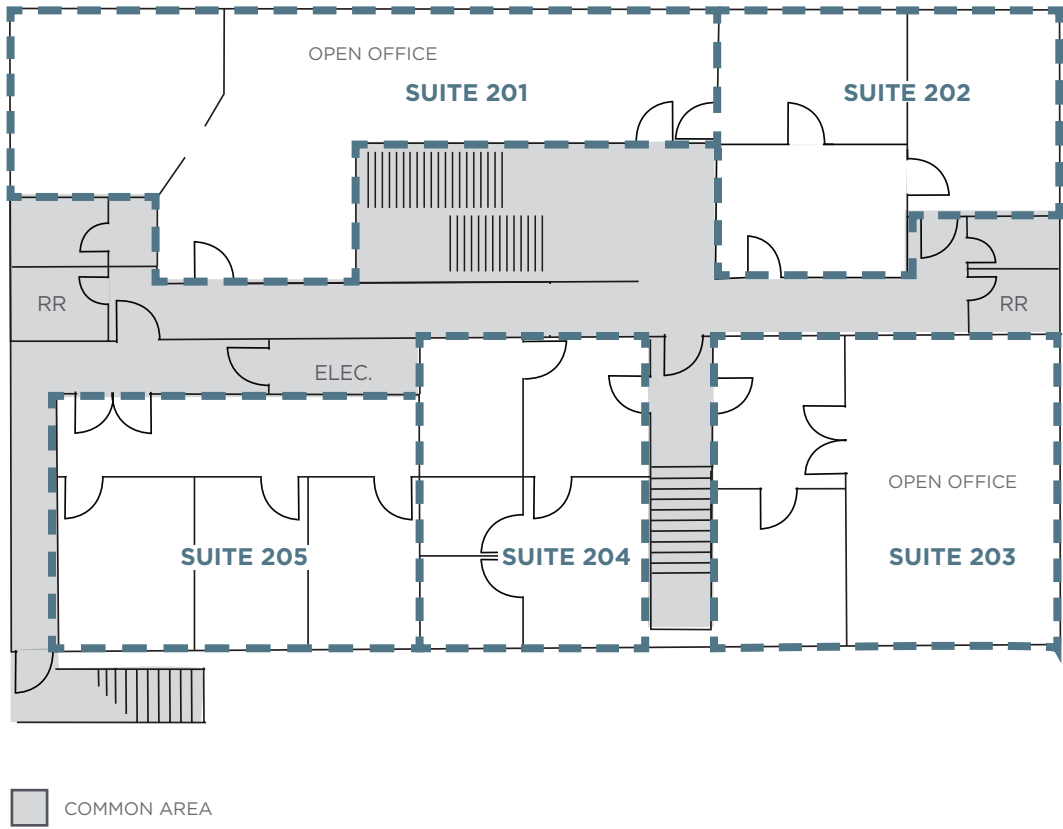 OPEN OFFICE
SUITE 201
SUITE 202
RR
RR
ELEC.
OPEN OFFICE
SUITE 205
SUITE 204
SUITE 203
COMMON AREA